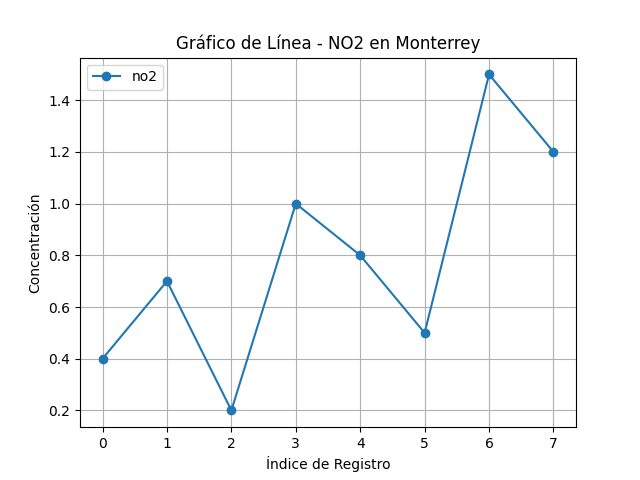 Gráfico de Línea - NO2 en Monterrey
no2
Concentración
1.4
1.2
1.0
0.8
0.6
0.4
0.2
0 1 2 3 4 5 6 7
Índice de Registro